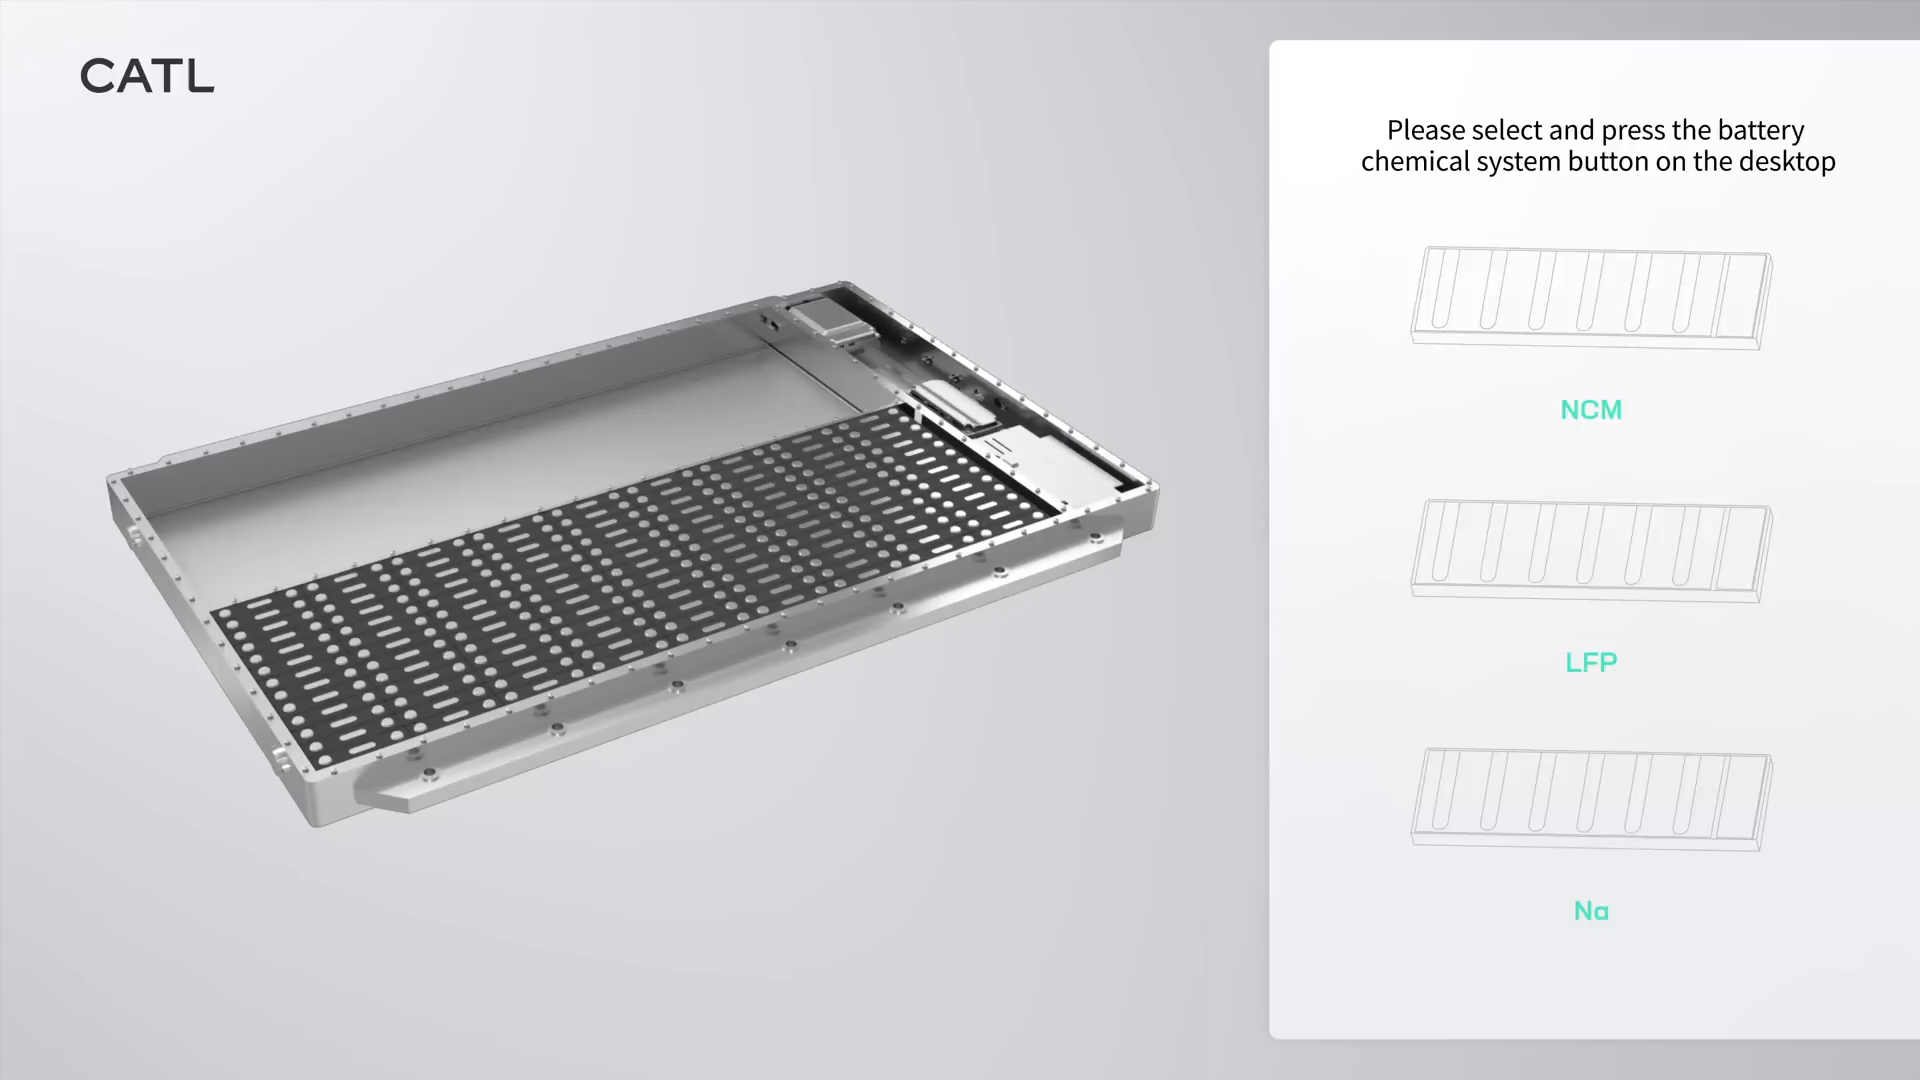 CATL
Please select and press the battery
chemical system button on the desktop
NCM
LFP
Na